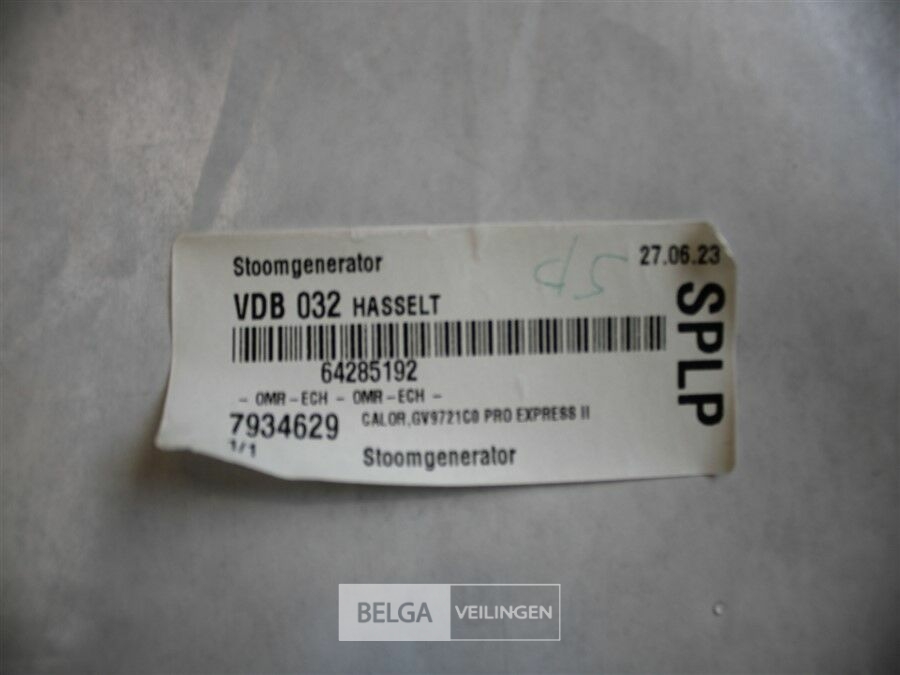 Stoomgenerator
27.06.23
VDB 032 HASSELT
SPLP
64285192
- OMR - ECH - OMR - ECH -
7934629 CALOR,GV9721C0 PRO EXPRESS II
1/1
Stoomgenerator
BELGA VEILINGEN